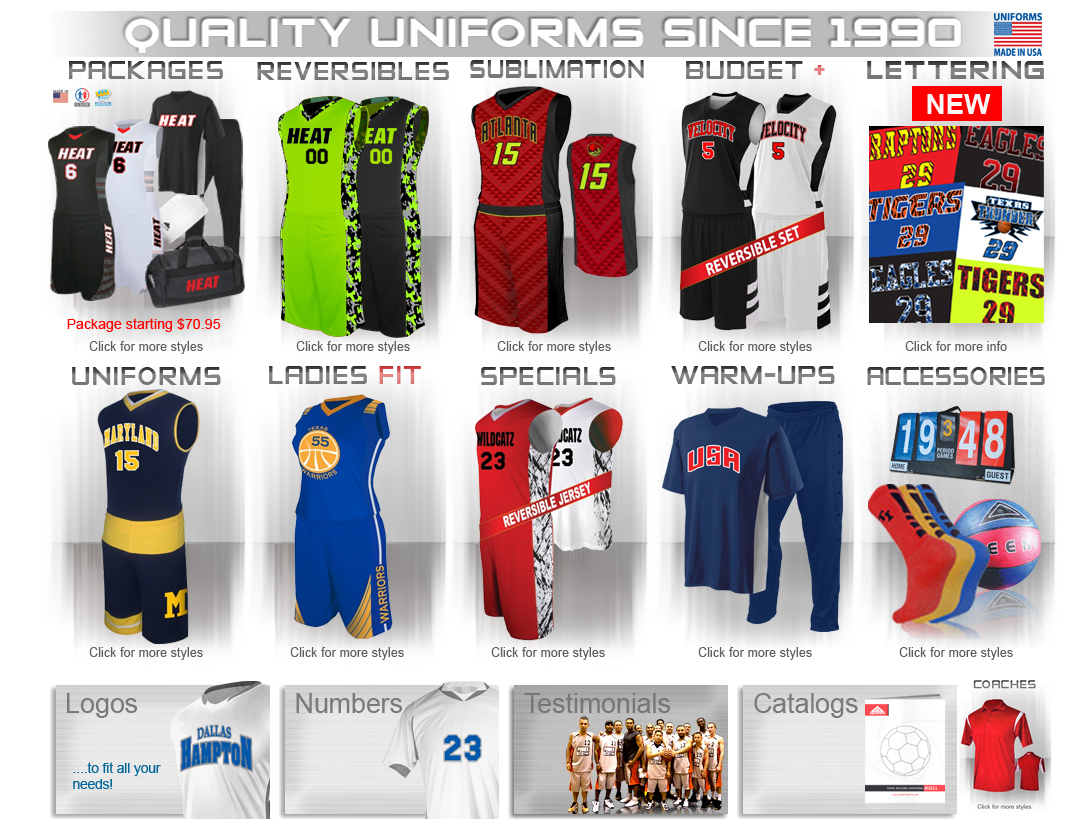 QUALITY UNIFORMS SINCE 1990
UNIFORMS
MADE IN USA
PACKAGES
REVERSIBLES
SUBLIMATION
BUDGET +
LETTERING
NEW
UNISEX
HEAT
HEAT
6
HEAT
6
HEAT
HEAT
HEAT
Package starting $70.95
Click for more styles
HEAT
00
EAT
00
Click for more styles
ATLANTA
15
15
Click for more styles
VELOCITY
5
VELOCITY
5
REVERSIBLE SET
Click for more styles
RAPTORS
25
EAGLES
29
TIGERS
29
TEXAS
THUNDER
29
EAGLES
29
TIGERS
29
Click for more info
UNIFORMS
LADIES FIT
SPECIALS
WARM-UPS
ACCESSORIES
MARYLAND
15
M
Click for more styles
TEXAS
55
WARRIORS
WARRIORS
Click for more styles
WILDCATZ
23
DCATZ
23
REVERSIBLE JERSEY
Click for more styles
USA
Click for more styles
19 3 48
HOME
PERIOD
GAMES
GUEST
Click for more styles
Logos
DALLAS
HAMPTON
....to fit all your
needs!
Numbers
23
Testimonials
Catalogs
2011
COACHES
Click for more styles